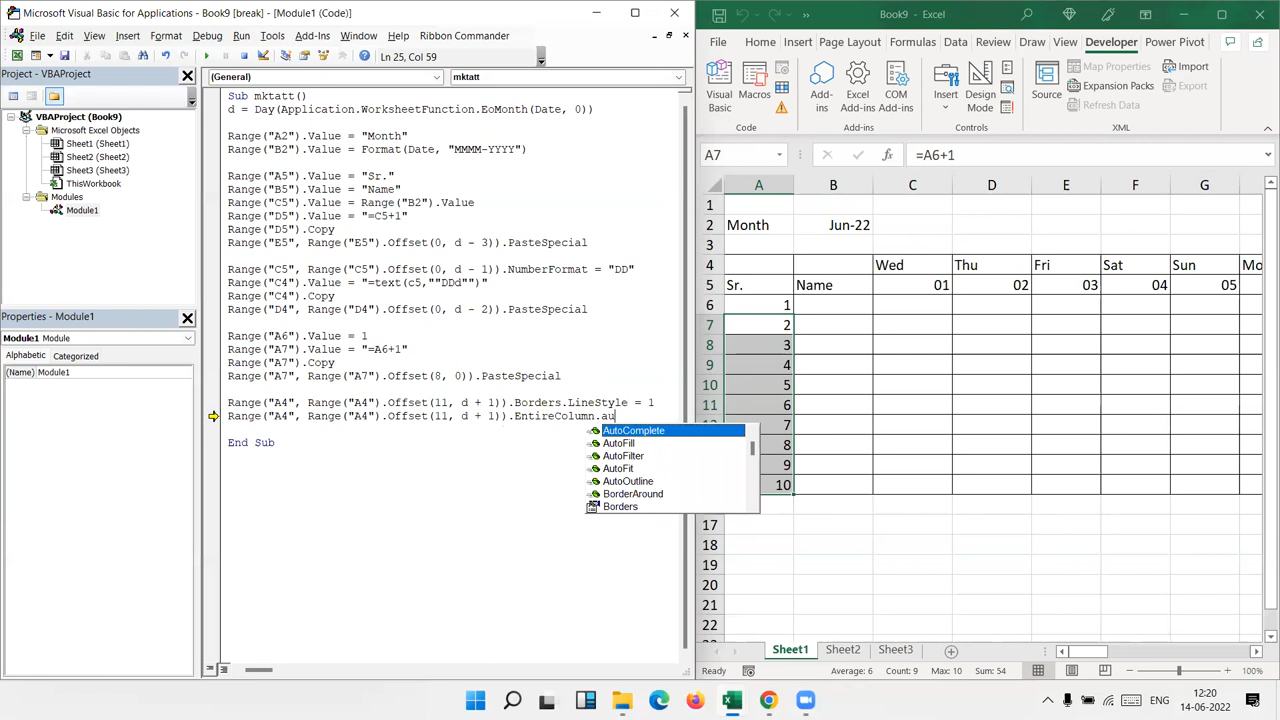 Microsoft Visual Basic for Applications - Book9 [break] - [Module1 (Code)]
File Edit View Insert Format Debug Run Tools Add-Ins Window Help Ribbon Commander
Ln 25, Col 59
Project - VBAProject
VBAProject (Book9)
Microsoft Excel Objects
Sheet1 (Sheet1)
Sheet2 (Sheet2)
Sheet3 (Sheet3)
ThisWorkbook
Modules
Module1
Properties - Module1
Module1 Module
Alphabetic Categorized
(Name) Module1
(General) mktatt
Sub mktatt()
d = Day(Application.WorksheetFunction.EoMonth(Date, 0))
Range("A2").Value = "Month"
Range("B2").Value = Format(Date, "MMMM-YYYY")
Range("A5").Value = "Sr."
Range("B5").Value = "Name"
Range("C5").Value = Range("B2").Value
Range("D5").Value = "=C5+1"
Range("D5").Copy
Range("E5", Range("E5").Offset(0, d - 3)).PasteSpecial
Range("C5", Range("C5").Offset(0, d - 1)).NumberFormat = "DD"
Range("C4").Value = "=text(c5,""DDd"")"
Range("C4").Copy
Range("D4", Range("D4").Offset(0, d - 2)).PasteSpecial
Range("A6").Value = 1
Range("A7").Value = "=A6+1"
Range("A7").Copy
Range("A7", Range("A7").Offset(8, 0)).PasteSpecial
Range("A4", Range("A4").Offset(11, d + 1)).Borders.LineStyle = 1
Range("A4", Range("A4").Offset(11, d + 1)).EntireColumn.au
AutoComplete
AutoFill
AutoFilter
AutoFit
AutoOutline
BorderAround
Borders
End Sub
Book9 - Excel
File Home Insert Page Layout Formulas Data Review View Draw Developer Power Pivot
Visual Basic
Macros
Code
Add-ins
Excel Add-ins
COM Add-ins
Add-ins
Insert
Design Mode
Controls
Source
Map Properties
Expansion Packs
Refresh Data
Import
Export
XML
A7 fx =A6+1
A B C D E F G
1
2 Month Jun-22
3
4 Wed Thu Fri Sat Sun Mo
5 Sr. Name 01 02 03 04 05
6 1
7 2
8 3
9 4
10 5
11 6
7
8
9
10
17
18
19
20
21
22
Sheet1 Sheet2 Sheet3
Ready Average: 6 Count: 9 Max: 10 Sum: 54 100%
ENG
12:20
14-06-2022